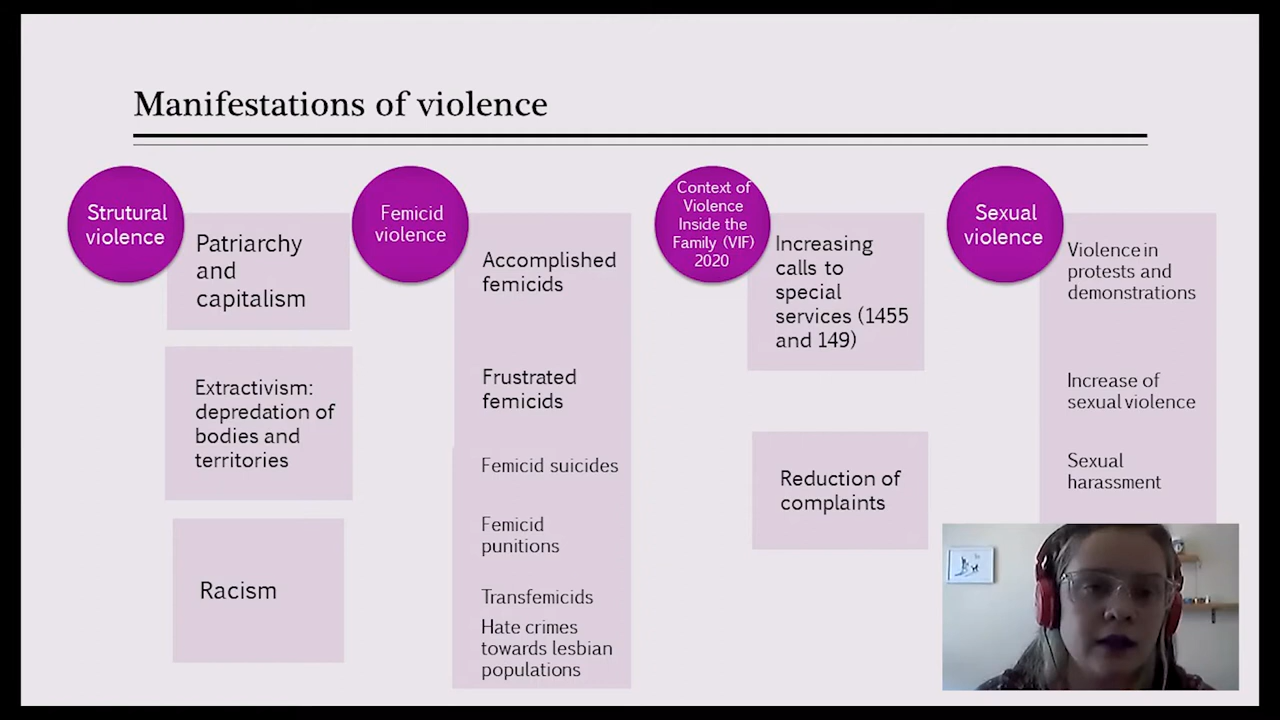 Manifestations of violence
Strutural
violence
Patriarchy
and
capitalism
Extractivism:
depredation of
bodies and
territories
Racism
Femicid
violence
Accomplished
femicids
Frustrated
femicids
Femicid suicides
Femicid
punitions
Transfemicids
Hate crimes
towards lesbian
populations
Context of
Violence
Inside the
Family (VIF)
2020
Increasing
calls to
special
services (1455
and 149)
Reduction of
complaints
Sexual
violence
Violence in
protests and
demonstrations
Increase of
sexual violence
Sexual
harassment